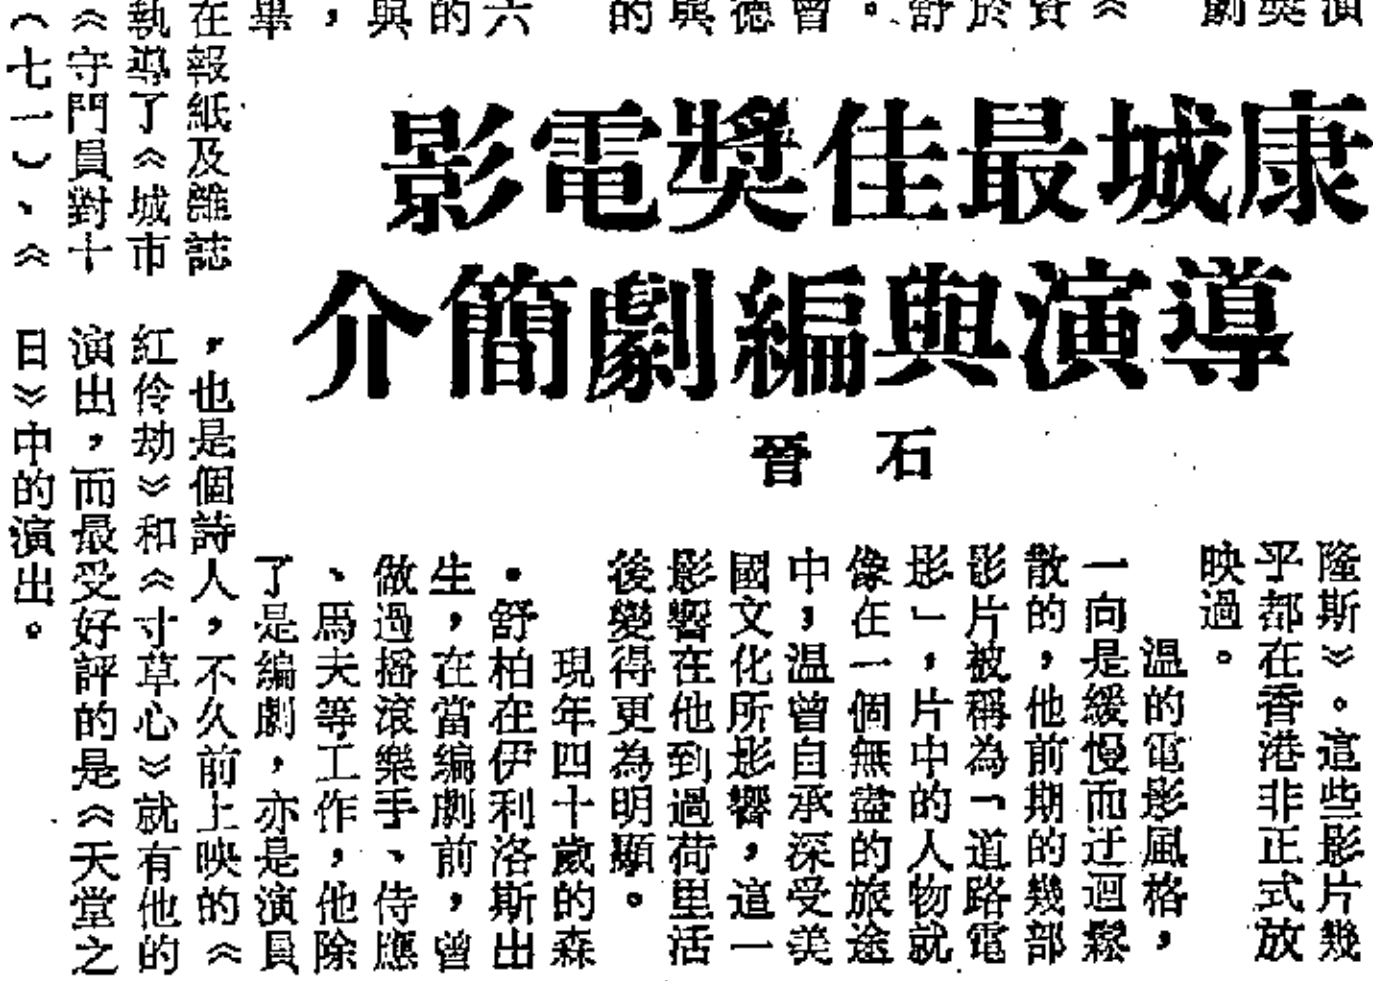 康城最佳獎電影
導演與編劇簡介
石晉
在報紙及雜誌
執導了《城市
《守門員對十
（七一）、《
隆斯》。這些影片幾
乎都在香港非正式放
映過。
溫的電影風格，
一向是緩慢而迂迴鬆
散的，他前期的幾部
影片被稱為「道路電
影」，片中的人物就
像在一個無盡的旅途
中，溫曾自承深受美
國文化所影響，這一
影響在他到過荷里活
後變得更為明顯。
現年四十歲的森
·舒柏在伊利洛斯出
生，在當編劇前，曾
做過搖滾樂手、侍應
、馬夫等工作，他除
了是編劇，亦是演員
，也是個詩人，不久前上映的《
紅伶劫》和《寸草心》就有他的
演出，而最受好評的是《天堂之
日》中的演出。